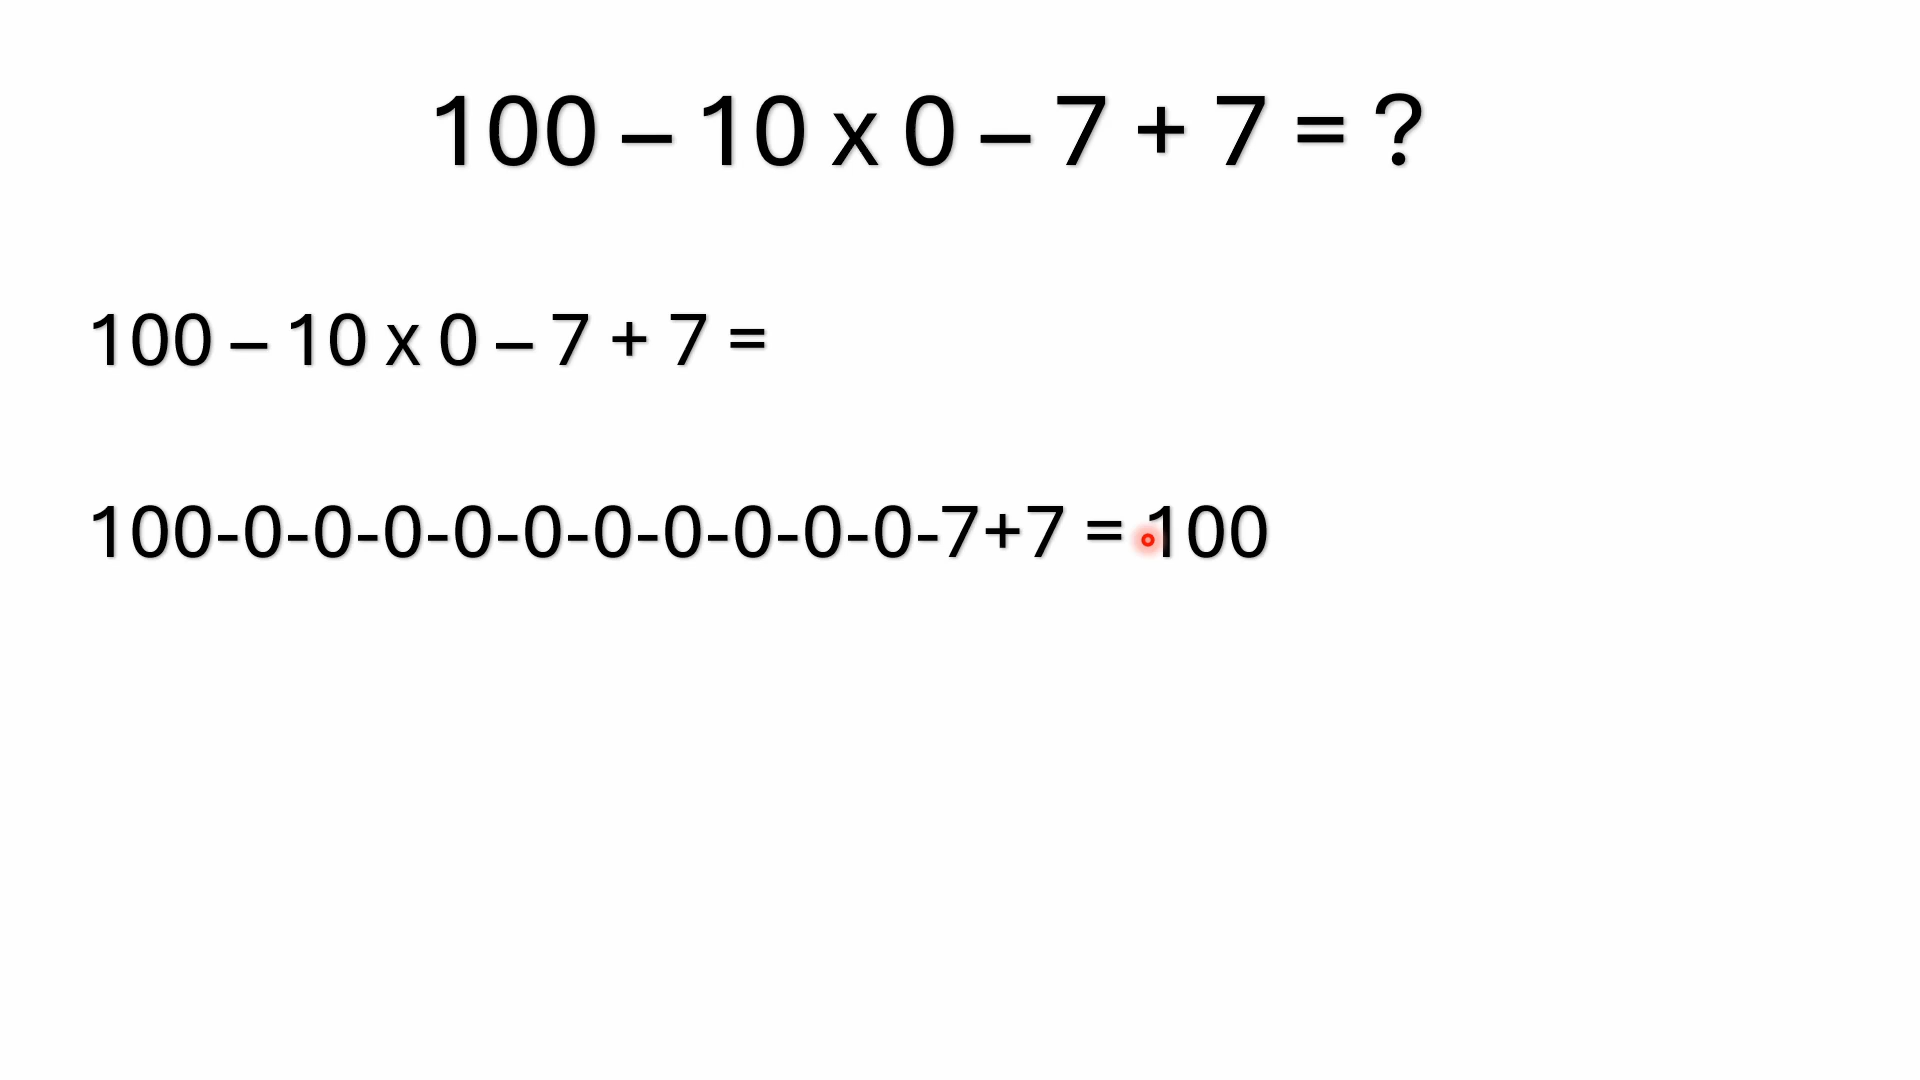 100 – 10 x 0 – 7 + 7 = ?
100 – 10 x 0 – 7 + 7 =
100-0-0-0-0-0-0-0-0-0-0-7+7 = 100